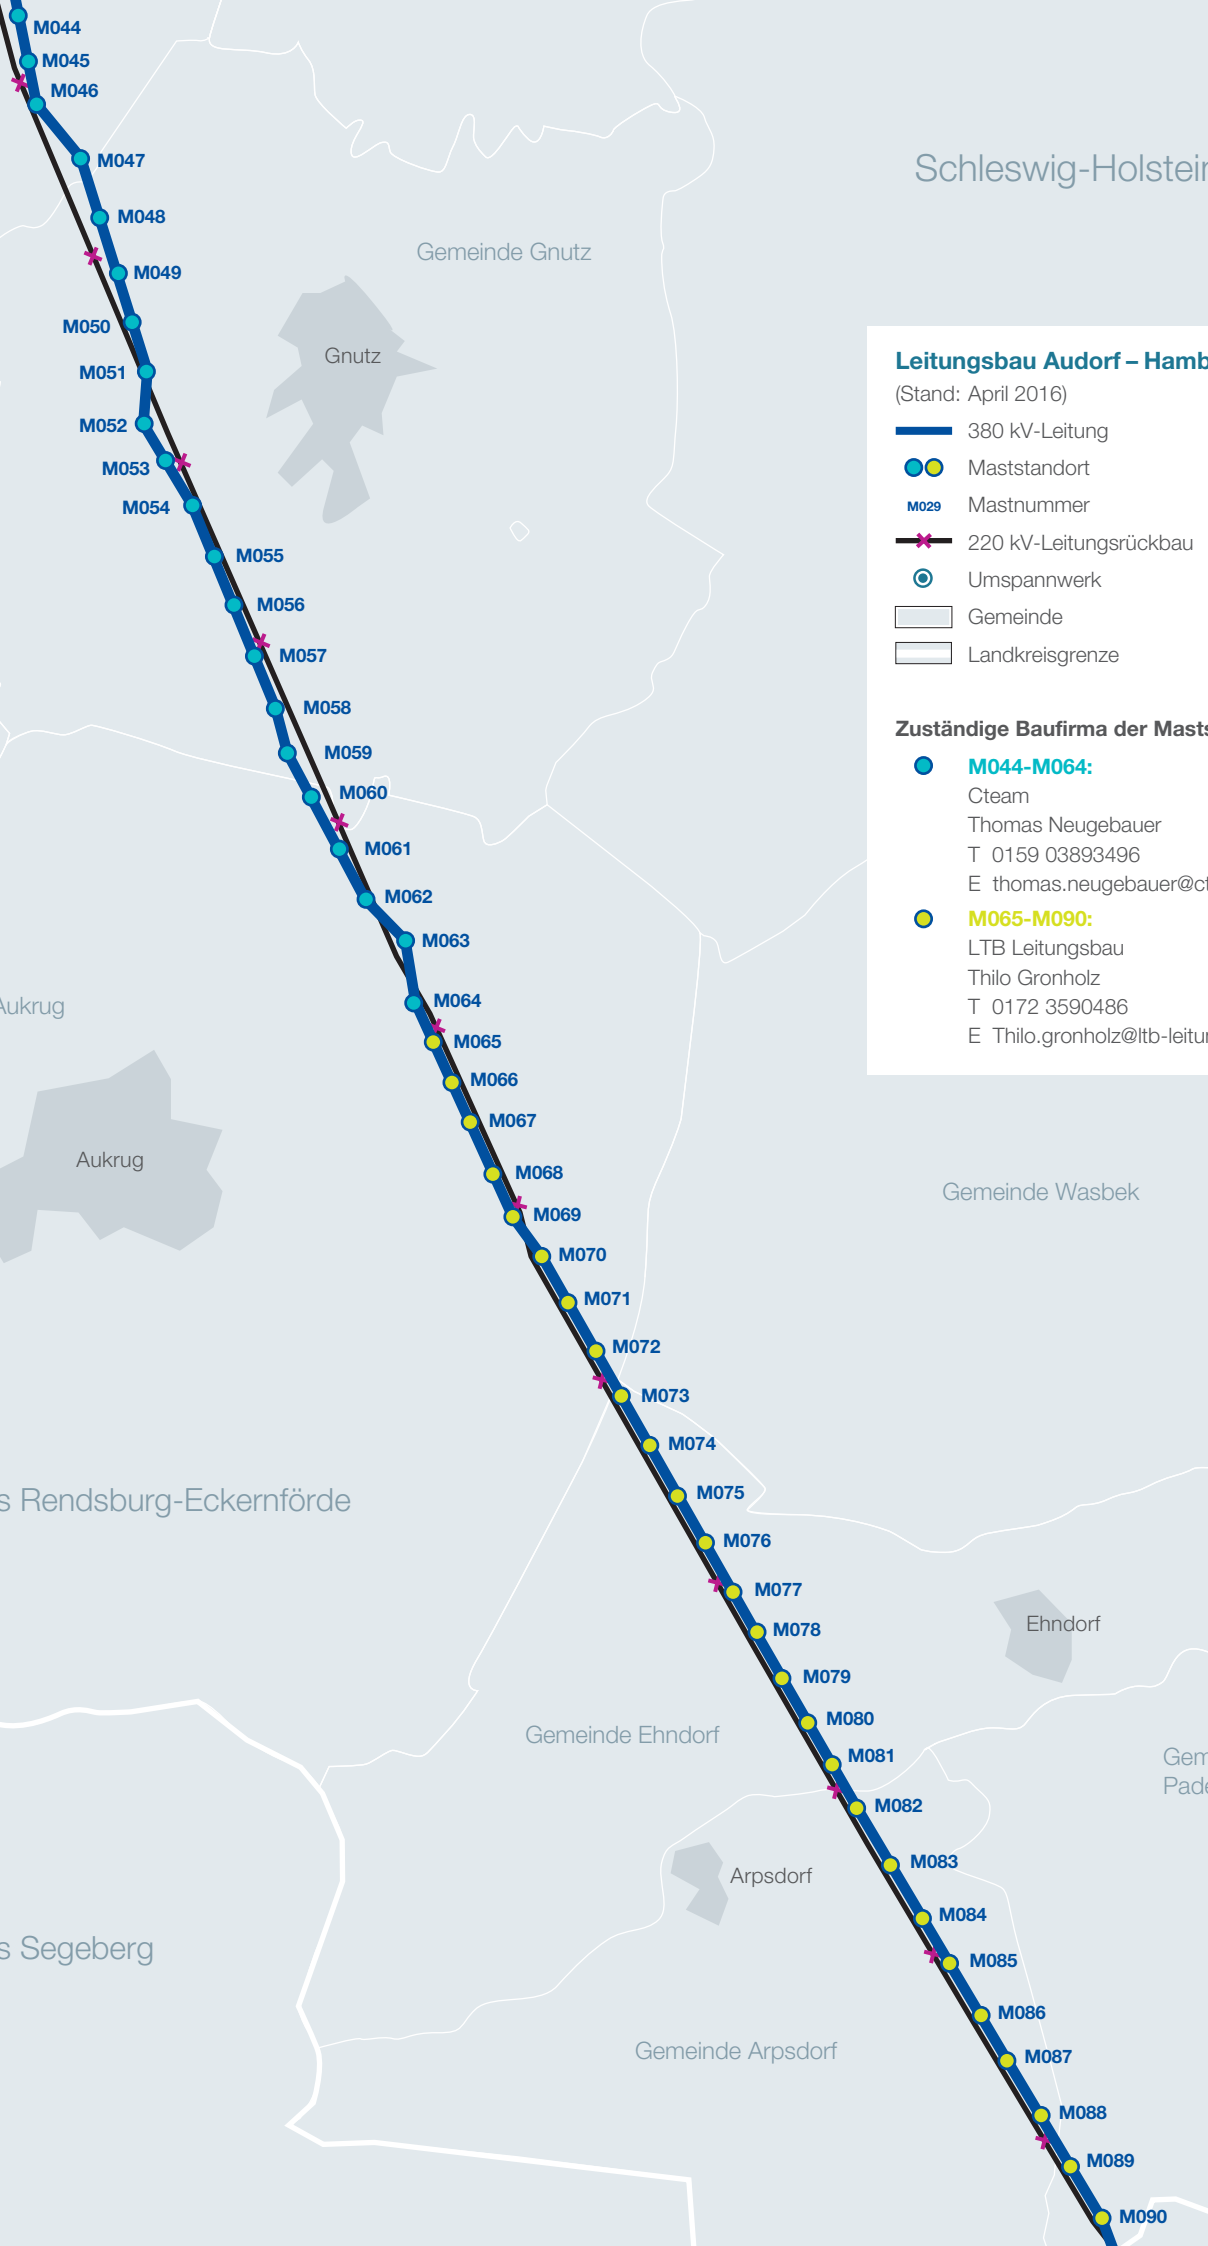 M044
M045
M046
M047
Schleswig-Holstein
M048
Gemeinde Gnutz
M049
M050
Gnutz
M051
M052
M053
M054
M055
M056
M057
M058
M059
M060
M061
M062
M063
M064
M065
M066
M067
M068
M069
M070
M071
M072
M073
M074
M075
M076
M077
M078
M079
M080
M081
M082
M083
M084
M085
M086
M087
M088
M089
M090
Leitungsbau Audorf – Hamb
(Stand: April 2016)
380 kV-Leitung
Maststandort
M029 Mastnummer
220 kV-Leitungsrückbau
Umspannwerk
Gemeinde
Landkreisgrenze
Zuständige Baufirma der Masts
M044-M064:
Cteam
Thomas Neugebauer
T 0159 03893496
E thomas.neugebauer@ct
M065-M090:
LTB Leitungsbau
Thilo Gronholz
T 0172 3590486
E Thilo.gronholz@ltb-leitun
Aukrug
Aukrug
Gemeinde Wasbek
s Rendsburg-Eckernförde
Ehndorf
Gemeinde Ehndorf
Gem
Pade
Arpsdorf
s Segeberg
Gemeinde Arpsdorf